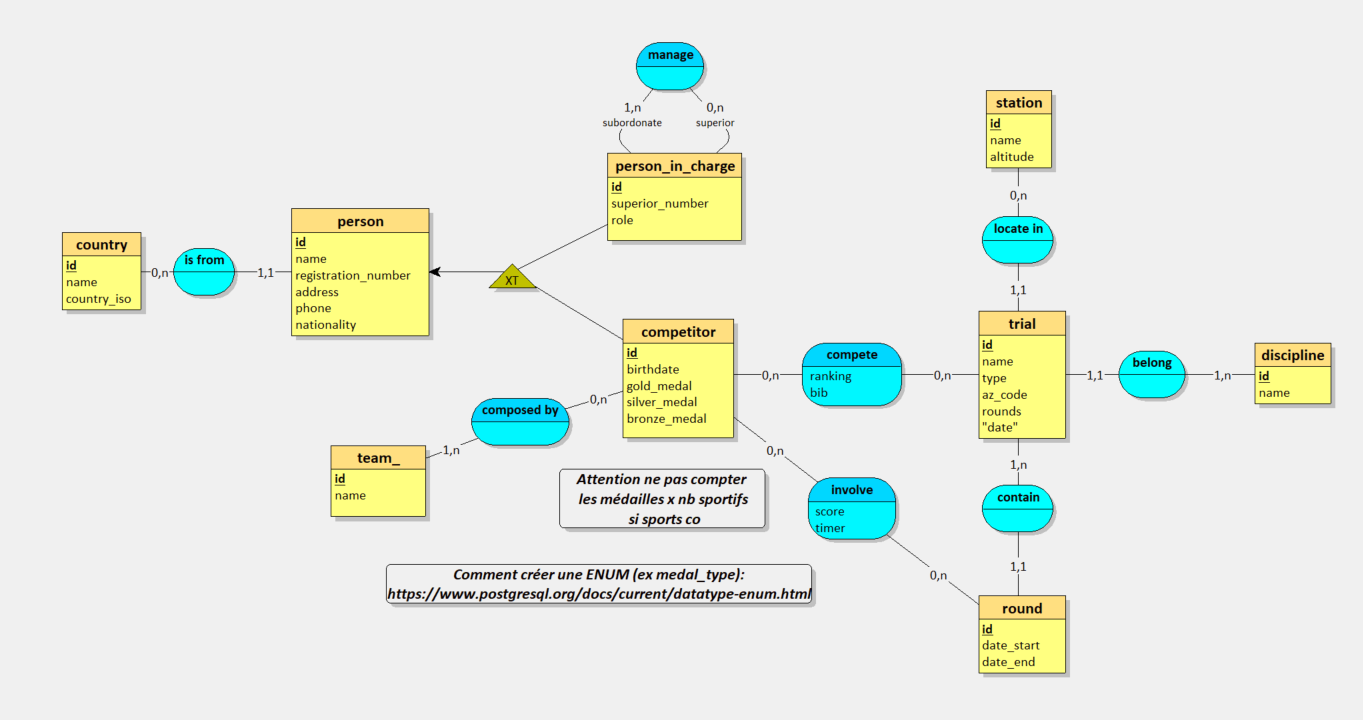 manage
1,n
0,n
subordonate
superior
person_in_charge
id
superior_number
role
station
id
name
altitude
0,n
locate in
1,1
country
id
name
country_iso
0,n
is from
1,1
person
id
name
registration_number
address
phone
nationality
XT
competitor
id
birthdate
gold_medal
silver_medal
bronze_medal
0,n
compete
ranking
bib
0,n
trial
id
name
type
az_code
rounds
"date"
1,1
belong
1,n
discipline
id
name
0,n
composed by
1,n
team_
id
name
Attention ne pas compter
les médailles x nb sportifs
si sports co
0,n
involve
score
timer
0,n
1,n
contain
1,1
round
id
date_start
date_end
Comment créer une ENUM (ex medal_type):
https://www.postgresql.org/docs/current/datatype-enum.html